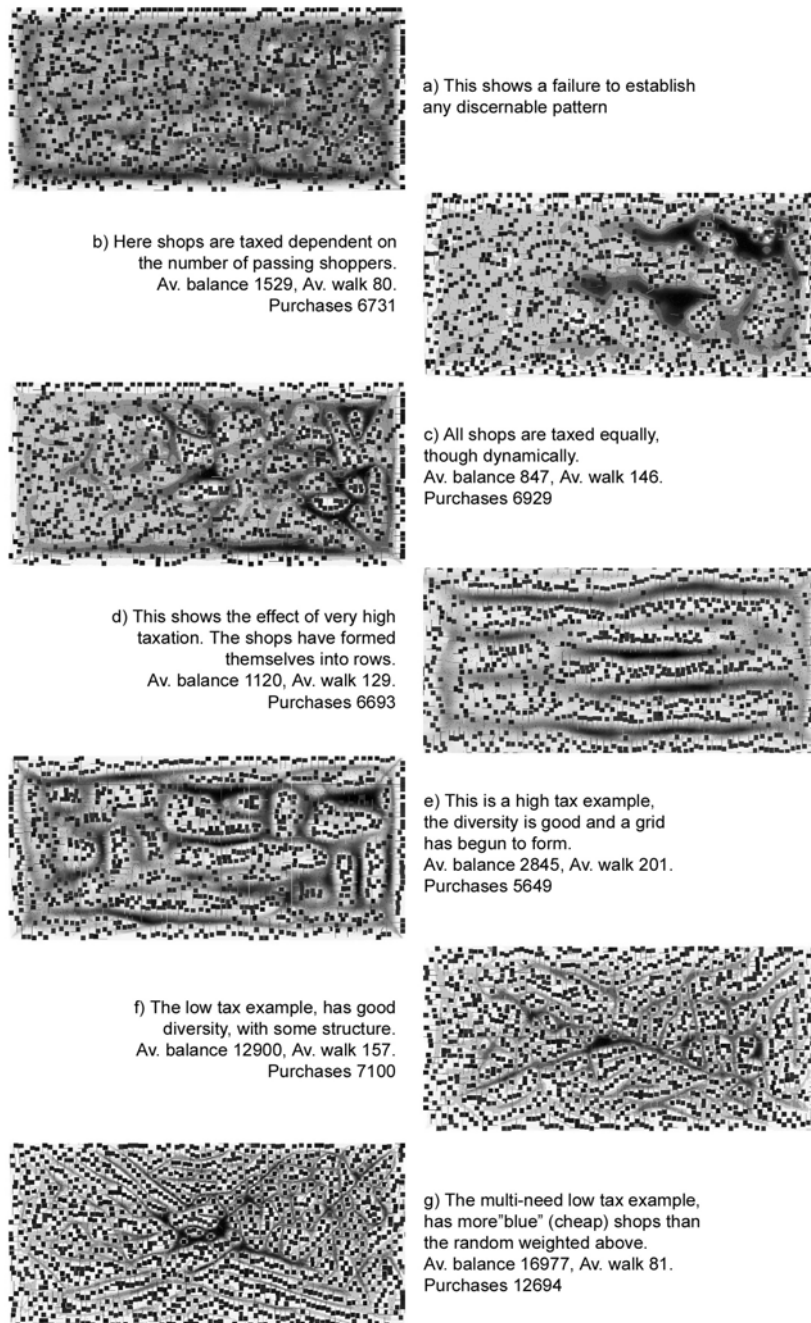 a) This shows a failure to establish
any discernable pattern
b) Here shops are taxed dependent on
the number of passing shoppers.
Av. balance 1529, Av. walk 80.
Purchases 6731
c) All shops are taxed equally,
though dynamically.
Av. balance 847, Av. walk 146.
Purchases 6929
d) This shows the effect of very high
taxation. The shops have formed
themselves into rows.
Av. balance 1120, Av. walk 129.
Purchases 6693
e) This is a high tax example,
the diversity is good and a grid
has begun to form.
Av. balance 2845, Av. walk 201.
Purchases 5649
f) The low tax example, has good
diversity, with some structure.
Av. balance 12900, Av. walk 157.
Purchases 7100
g) The multi-need low tax example,
has more"blue" (cheap) shops than
the random weighted above.
Av. balance 16977, Av. walk 81.
Purchases 12694